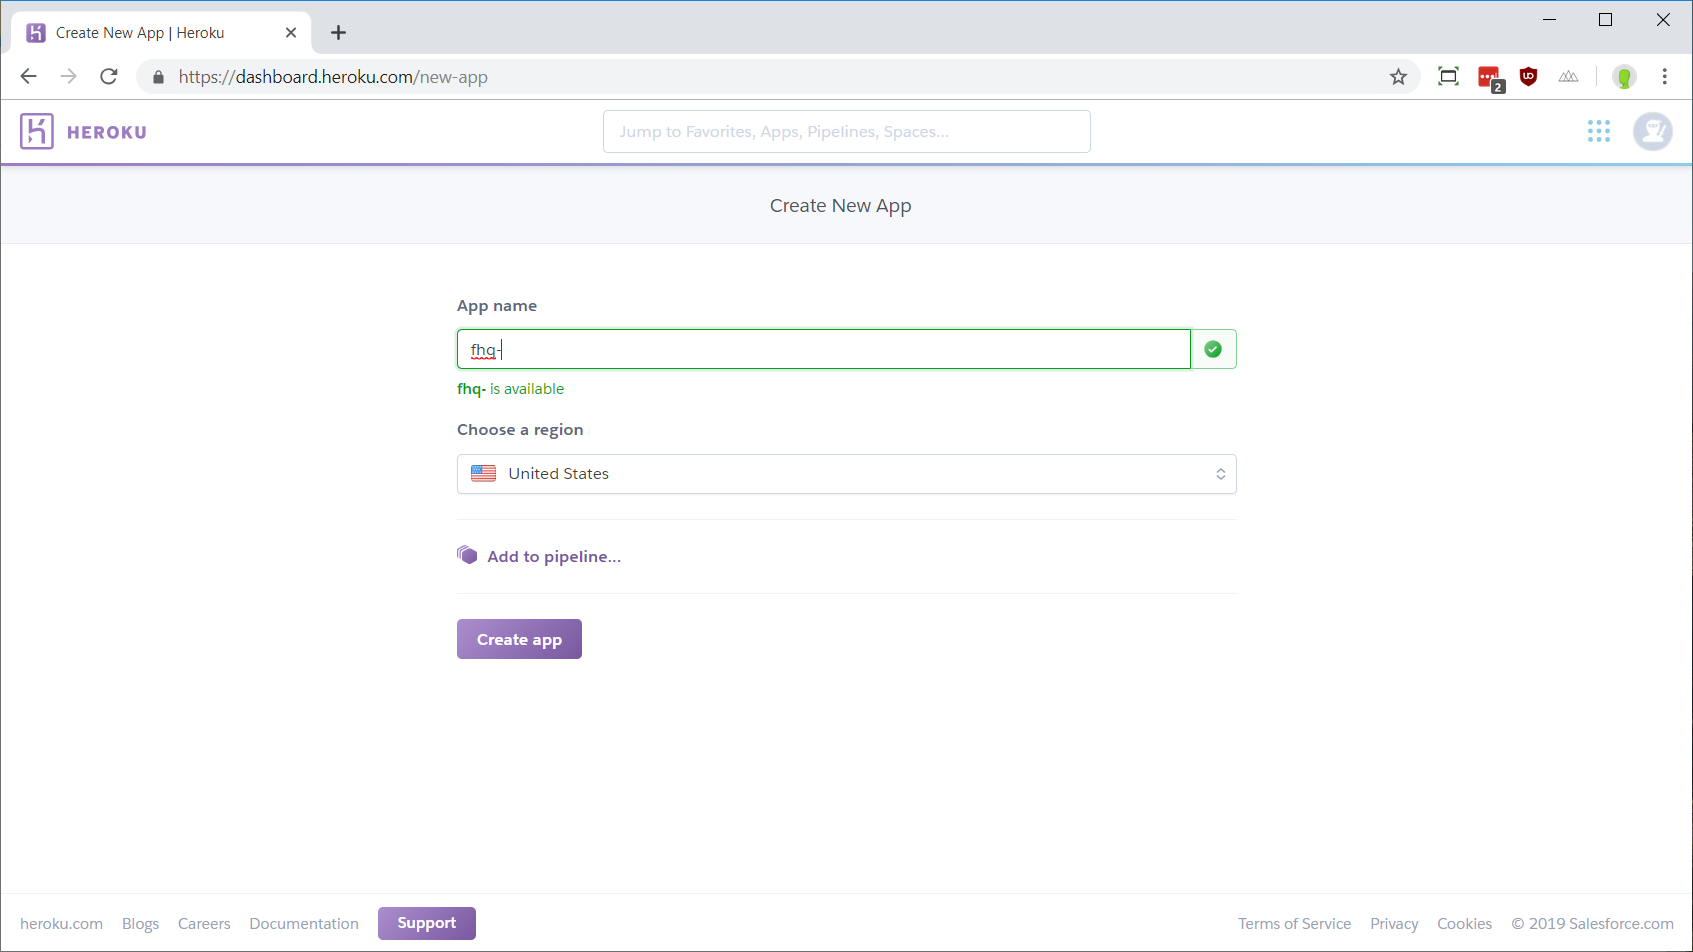 Create New App | Heroku
https://dashboard.heroku.com/new-app
2
HEROKU
Jump to Favorites, Apps, Pipelines, Spaces...
Create New App
App name
fhq-
fhq- is available
Choose a region
United States
Add to pipeline...
Create app
heroku.com Blogs Careers Documentation Support Terms of Service Privacy Cookies © 2019 Salesforce.com